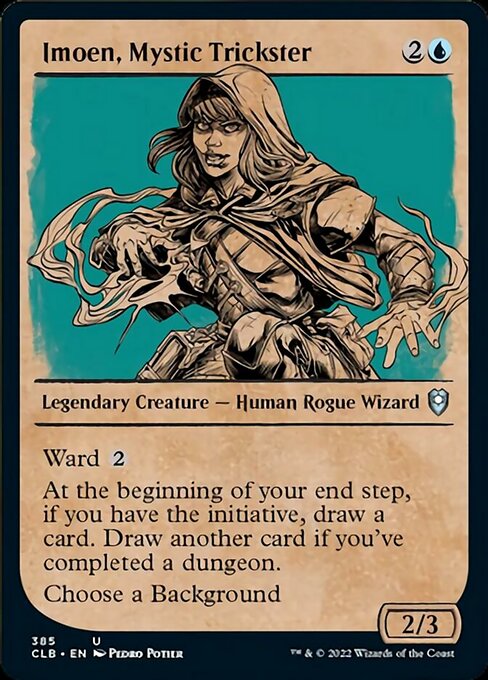 Imoen, Mystic Trickster 2
Legendary Creature — Human Rogue Wizard
Ward 2
At the beginning of your end step,
if you have the initiative, draw a
card. Draw another card if you've
completed a dungeon.
Choose a Background
2/3
385 U
CLB • EN Pedro Potier
™ & © 2022 Wizards of the Coast